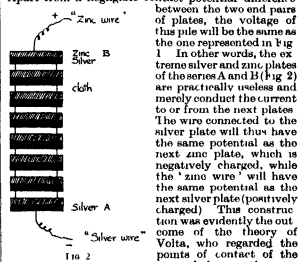 between the two end pairs
of plates, the voltage of
this pile will be the same as
the one represented in Fig
1 In other words, the ex
treme silver and zinc plates
of the series A and B (Fig 2)
are practically useless and
merely conduct the current
to or from the next plates
The wire connected to the
silver plate will thus have
the same potential as the
next zinc plate, which is
negatively charged, while
the 'zinc wire' will have
the same potential as the
next silver plate (positively
charged) This construc
tion was evidently the out
come of the theory of
Volta, who regarded the
points of contact of the
+ "Zinc wire"
Zinc B
Silver
cloth
Silver A
- "Silver wire"
FIG 2